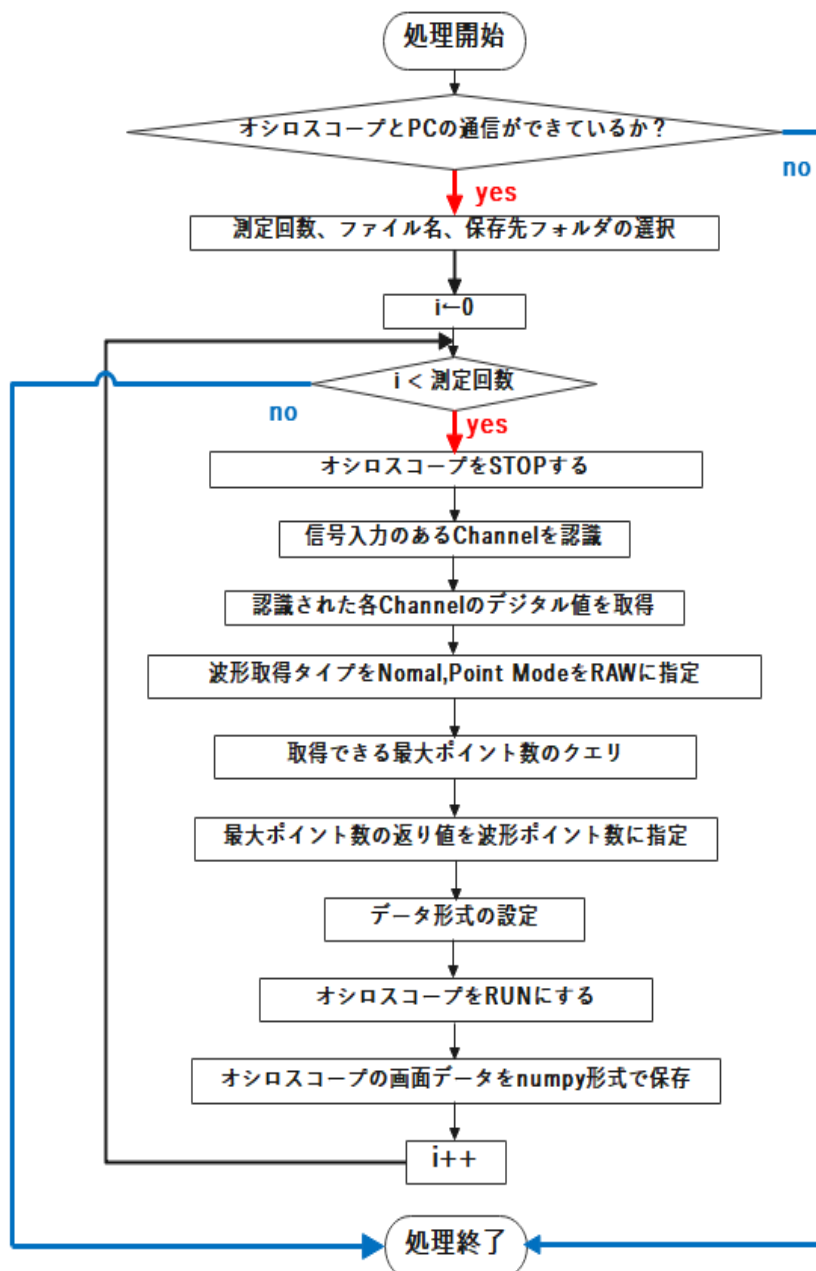 処理開始
オシロスコープとPCの通信ができているか?
no
yes
測定回数、ファイル名、保存先フォルダの選択
i←0
i < 測定回数
no
yes
オシロスコープをSTOPする
信号入力のあるChannelを認識
認識された各Channelのデジタル値を取得
波形取得タイプをNomal,Point ModeをRAWに指定
取得できる最大ポイント数のクエリ
最大ポイント数の返り値を波形ポイント数に指定
データ形式の設定
オシロスコープをRUNにする
オシロスコープの画面データをnumpy形式で保存
i++
処理終了